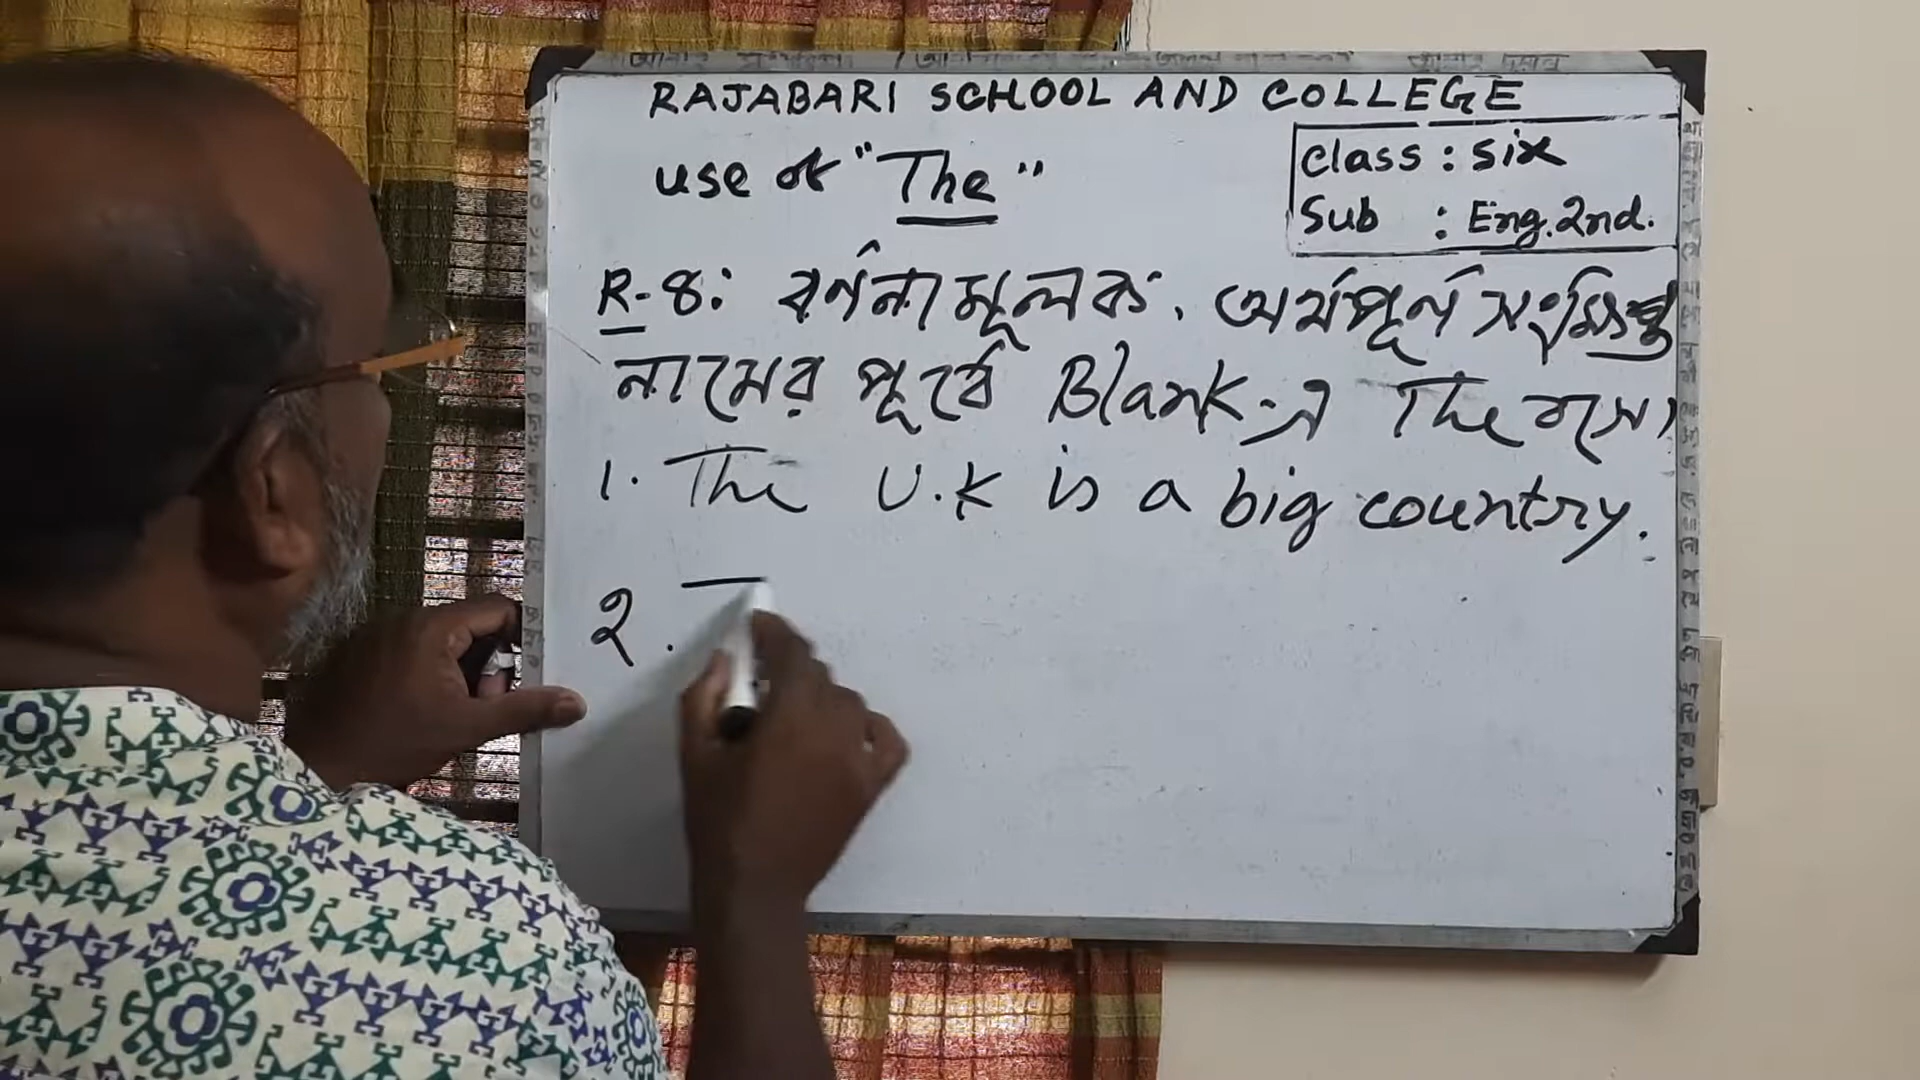 RAJABARI SCHOOL AND COLLEGE
use of "The"
Class : six
Sub : Eng. 2nd.
R-8: বর্ণনামূলক, অর্থপূর্ণ সংক্ষিপ্ত
নামের পূর্বে Blank-এ The বসে।
1. The U.K is a big country.
২.